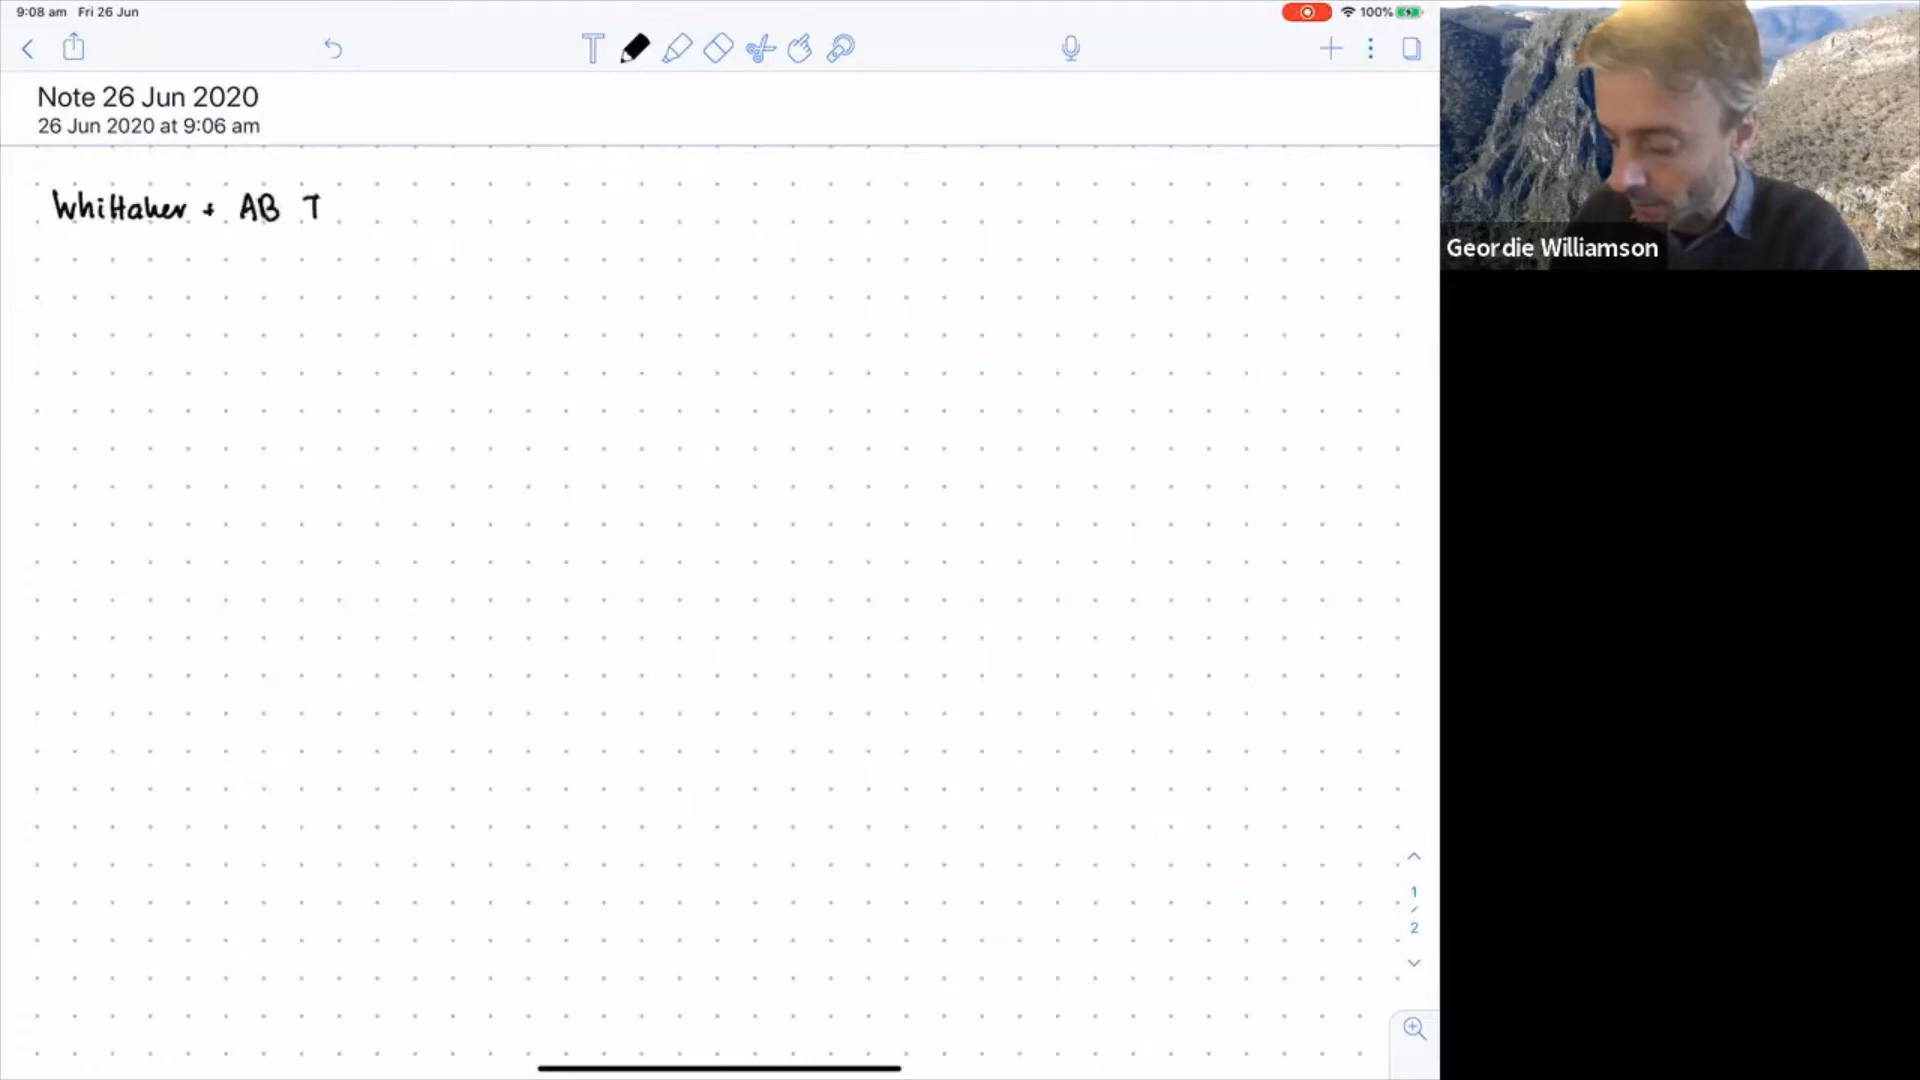 9:08 am Fri 26 Jun
100%
Note 26 Jun 2020
26 Jun 2020 at 9:06 am
Whittaker + AB T
Geordie Williamson
1
/
2